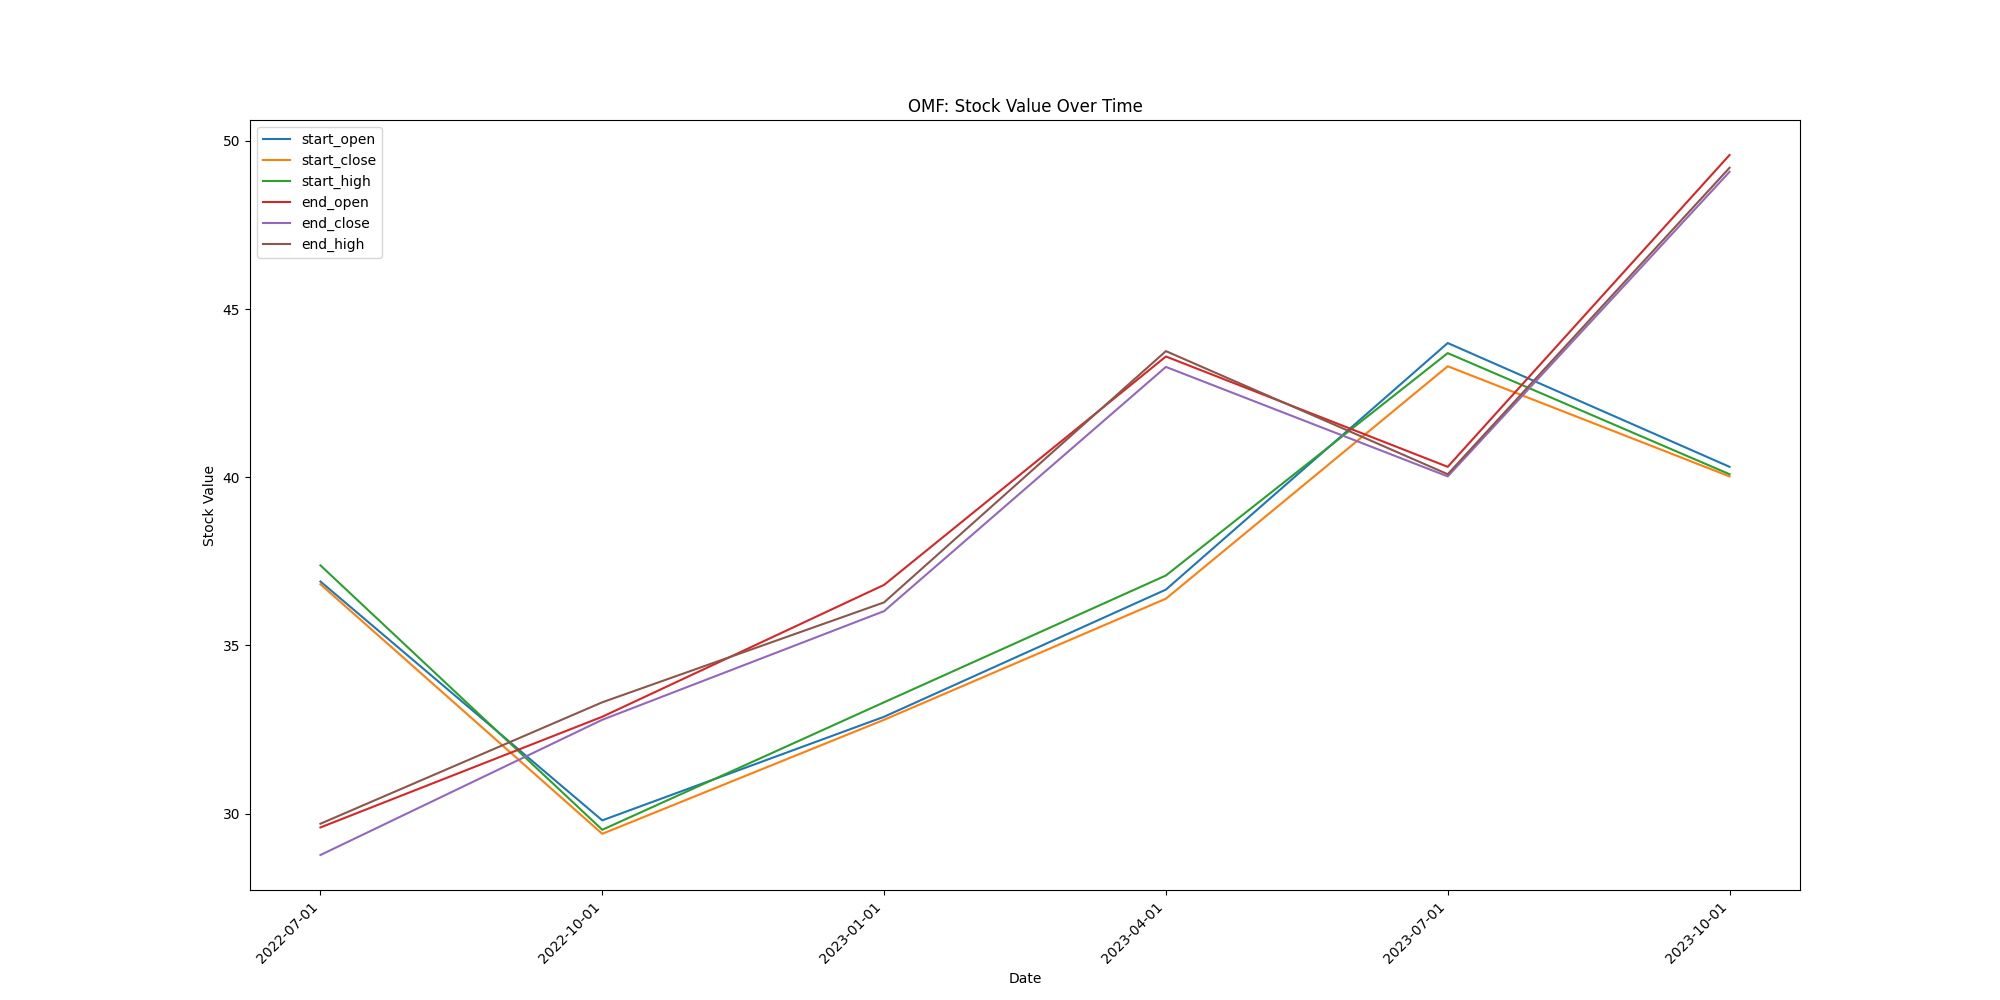 OMF: Stock Value Over Time
start_open
start_close
start_high
end_open
end_close
end_high
50
45
40
35
30
Stock Value
2022-07-01
2022-10-01
2023-01-01
2023-04-01
2023-07-01
2023-10-01
Date